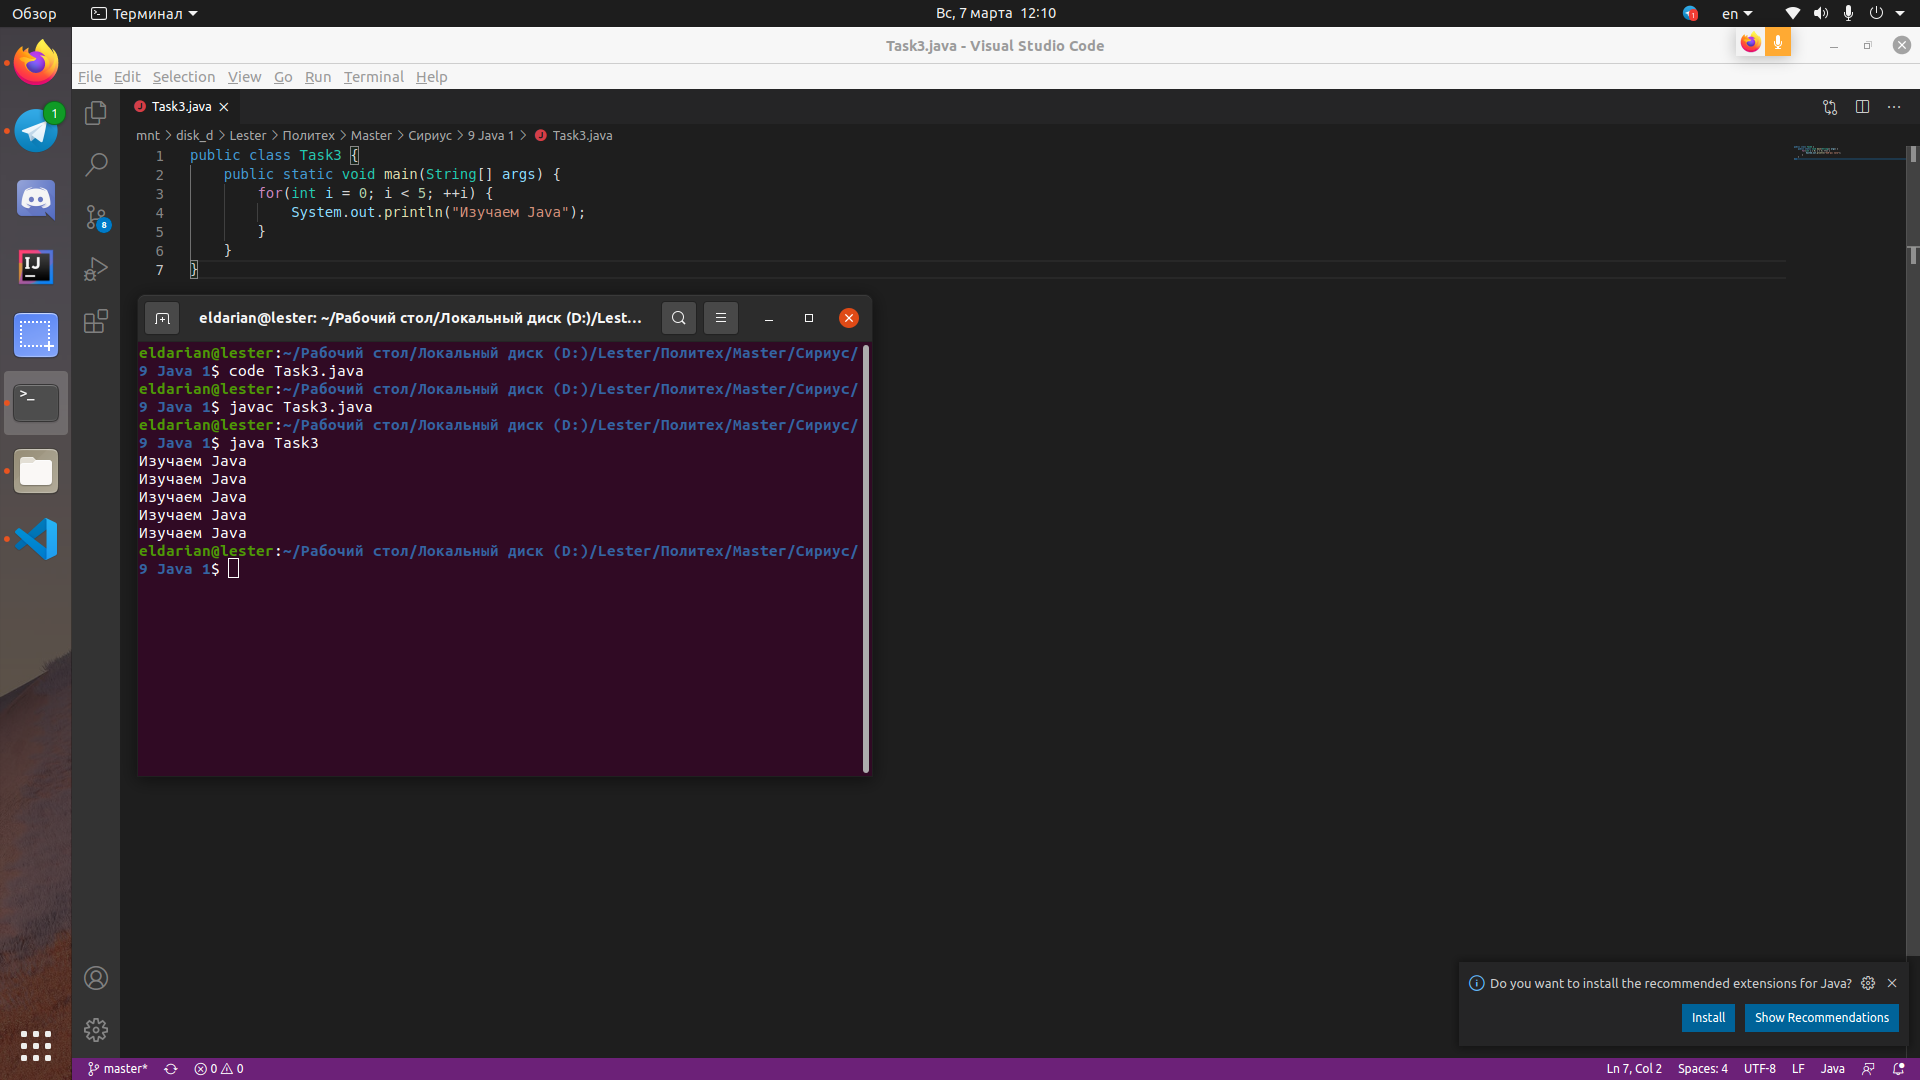 Обзор
Терминал
Вс, 7 марта 12:10
en
Task3.java - Visual Studio Code
File Edit Selection View Go Run Terminal Help
1
8
Task3.java
mnt > disk_d > Lester > Политех > Master > Сириус > 9 Java 1 > Task3.java
1 public class Task3 {
2 public static void main(String[] args) {
3 for(int i = 0; i < 5; ++i) {
4 System.out.println("Изучаем Java");
5 }
6 }
7 }
IJ
eldarian@lester: ~/Рабочий стол/Локальный диск (D:)/Lest...
eldarian@lester:~/Рабочий стол/Локальный диск (D:)/Lester/Политех/Master/Сириус/
9 Java 1$ code Task3.java
eldarian@lester:~/Рабочий стол/Локальный диск (D:)/Lester/Политех/Master/Сириус/
9 Java 1$ javac Task3.java
eldarian@lester:~/Рабочий стол/Локальный диск (D:)/Lester/Политех/Master/Сириус/
9 Java 1$ java Task3
Изучаем Java
Изучаем Java
Изучаем Java
Изучаем Java
Изучаем Java
eldarian@lester:~/Рабочий стол/Локальный диск (D:)/Lester/Политех/Master/Сириус/
9 Java 1$
Do you want to install the recommended extensions for Java?
Install Show Recommendations
master* 0 0 Ln 7, Col 2 Spaces: 4 UTF-8 LF Java